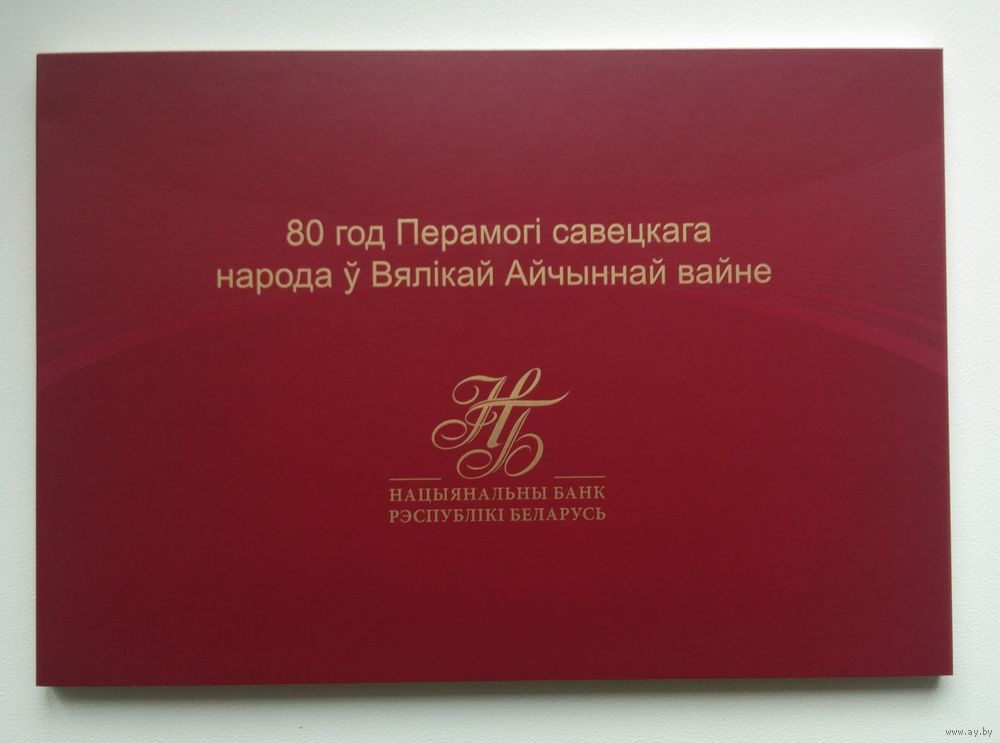 80 год Перамогі савецкага
народа ў Вялікай Айчыннай вайне
НБ
НАЦЫЯНАЛЬНЫ БАНК
РЭСПУБЛІКІ БЕЛАРУСЬ
www.ay.by